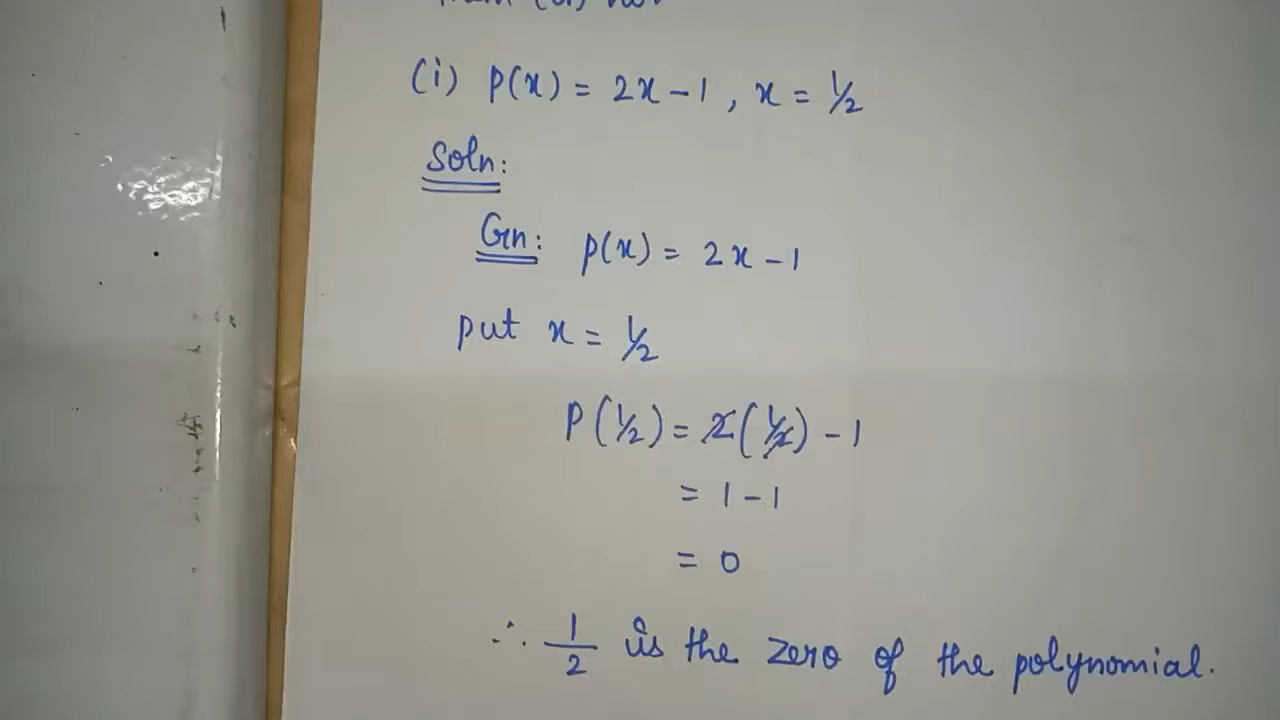 (i) P(x) = 2x - 1, x = 1/2
Soln:
Gn: p(x) = 2x - 1
put x = 1/2
P(1/2) = 2(1/2) - 1
= 1 - 1
= 0
∴ 1/2 is the zero of the polynomial.